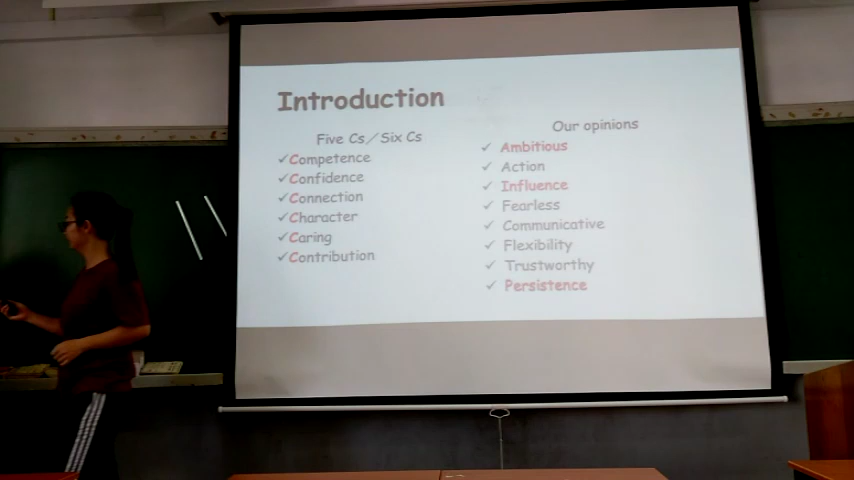 Introduction
Five Cs/Six Cs
✓Competence
✓Confidence
✓Connection
✓Character
✓Caring
✓Contribution
Our opinions
✓ Ambitious
✓ Action
✓ Influence
✓ Fearless
✓ Communicative
✓ Flexibility
✓ Trustworthy
✓ Persistence